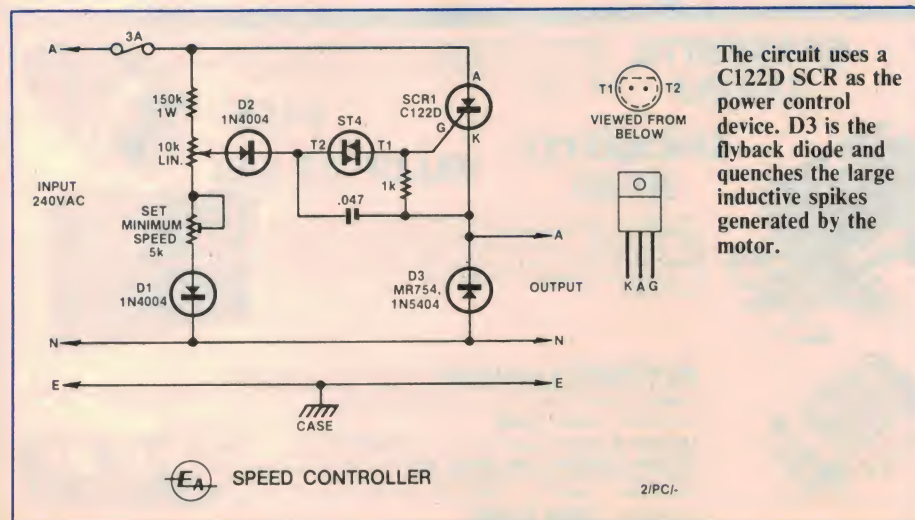 A
3A
150k
1W
D2
1N4004
10k
LIN.
ST4
T2
T1
A
SCR1
C122D
G
K
1k
.047
INPUT
240VAC
SET
MINIMUM
SPEED
5k
D1
1N4004
A
D3
MR754,
1N5404
OUTPUT
N
N
E
E
CASE
EA SPEED CONTROLLER
2/PC/-
T1
T2
VIEWED FROM
BELOW
K A G
The circuit uses a
C122D SCR as the
power control
device. D3 is the
flyback diode and
quenches the large
inductive spikes
generated by the
motor.